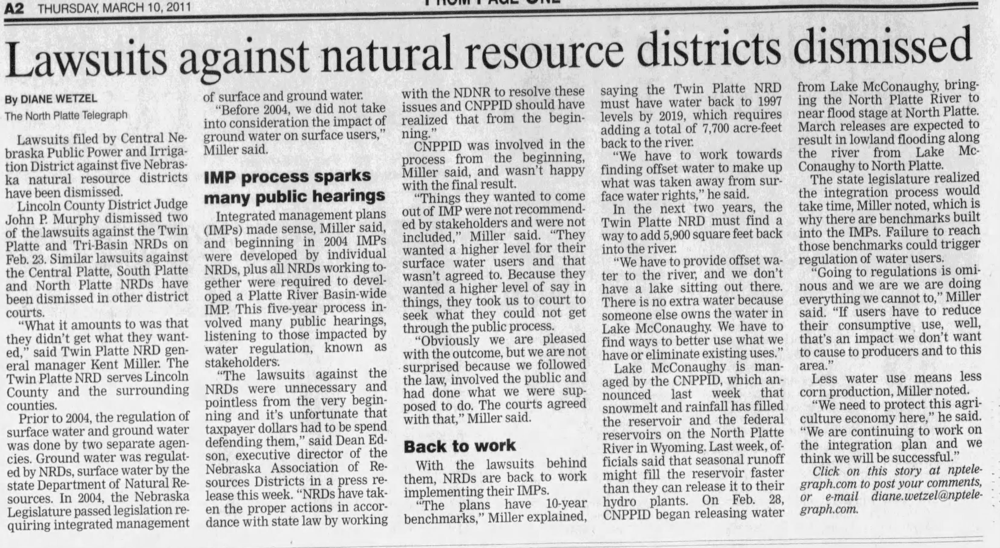 A2 THURSDAY, MARCH 10, 2011
FROM PAGE ONE
Lawsuits against natural resource districts dismissed
By DIANE WETZEL
The North Platte Telegraph
Lawsuits filed by Central Ne-
braska Public Power and Irriga-
tion District against five Nebras-
ka natural resource districts
have been dismissed.
Lincoln County District Judge
John P. Murphy dismissed two
of the lawsuits against the Twin
Platte and Tri-Basin NRDs on
Feb. 23. Similar lawsuits against
the Central Platte, South Platte
and North Platte NRDs have
been dismissed in other district
courts.
“What it amounts to was that
they didn’t get what they want-
ed,” said Twin Platte NRD gen-
eral manager Kent Miller. The
Twin Platte NRD serves Lincoln
County and the surrounding
counties.
Prior to 2004, the regulation of
surface water and ground water
was done by two separate agen-
cies. Ground water was regulat-
ed by NRDs, surface water by the
state Department of Natural Re-
sources. In 2004, the Nebraska
Legislature passed legislation re-
quiring integrated management
of surface and ground water.
“Before 2004, we did not take
into consideration the impact of
ground water on surface users,”
Miller said.
IMP process sparks
many public hearings
Integrated management plans
(IMPs) made sense, Miller said,
and beginning in 2004 IMPs
were developed by individual
NRDs, plus all NRDs working to-
gether were required to devel-
oped a Platte River Basin-wide
IMP. This five-year process in-
volved many public hearings,
listening to those impacted by
water regulation, known as
stakeholders.
“The lawsuits against the
NRDs were unnecessary and
pointless from the very begin-
ning and it’s unfortunate that
taxpayer dollars had to be spend
defending them,” said Dean Ed-
son, executive director of the
Nebraska Association of Re-
sources Districts in a press re-
lease this week. “NRDs have tak-
en the proper actions in accor-
dance with state law by working
with the NDNR to resolve these
issues and CNPPID should have
realized that from the begin-
ning.”
CNPPID was involved in the
process from the beginning,
Miller said, and wasn’t happy
with the final result.
“Things they wanted to come
out of IMP were not recommend-
ed by stakeholders and were not
included,” Miller said. “They
wanted a higher level for their
surface water users and that
wasn’t agreed to. Because they
wanted a higher level of say in
things, they took us to court to
seek what they could not get
through the public process.
“Obviously we are pleased
with the outcome, but we are not
surprised because we followed
the law, involved the public and
had done what we were sup-
posed to do. The courts agreed
with that,” Miller said.
Back to work
With the lawsuits behind
them, NRDs are back to work
implementing their IMPs.
“The plans have 10-year
benchmarks,” Miller explained,
saying the Twin Platte NRD
must have water back to 1997
levels by 2019, which requires
adding a total of 7,700 acre-feet
back to the river.
“We have to work towards
finding offset water to make up
what was taken away from sur-
face water rights,” he said.
In the next two years, the
Twin Platte NRD must find a
way to add 5,900 square feet back
into the river.
“We have to provide offset wa-
ter to the river, and we don’t
have a lake sitting out there.
There is no extra water because
someone else owns the water in
Lake McConaughy. We have to
find ways to better use what we
have or eliminate existing uses.”
Lake McConaughy is man-
aged by the CNPPID, which an-
nounced last week that
snowmelt and rainfall has filled
the reservoir and the federal
reservoirs on the North Platte
River in Wyoming. Last week, of-
ficials said that seasonal runoff
might fill the reservoir faster
than they can release it to their
hydro plants. On Feb. 28,
CNPPID began releasing water
from Lake McConaughy, bring-
ing the North Platte River to
near flood stage at North Platte.
March releases are expected to
result in lowland flooding along
the river from Lake Mc-
Conaughy to North Platte.
The state legislature realized
the integration process would
take time, Miller noted, which is
why there are benchmarks built
into the IMPs. Failure to reach
those benchmarks could trigger
regulation of water users.
“Going to regulations is omi-
nous and we are we are doing
everything we cannot to,” Miller
said. “If users have to reduce
their consumptive use, well,
that’s an impact we don’t want
to cause to producers and to this
area.”
Less water use means less
corn production, Miller noted.
“We need to protect this agri-
culture economy here,” he said.
“We are continuing to work on
the integration plan and we
think we will be successful.”
Click on this story at nptele-
graph.com to post your comments,
or e-mail diane.wetzel@nptele-
graph.com.